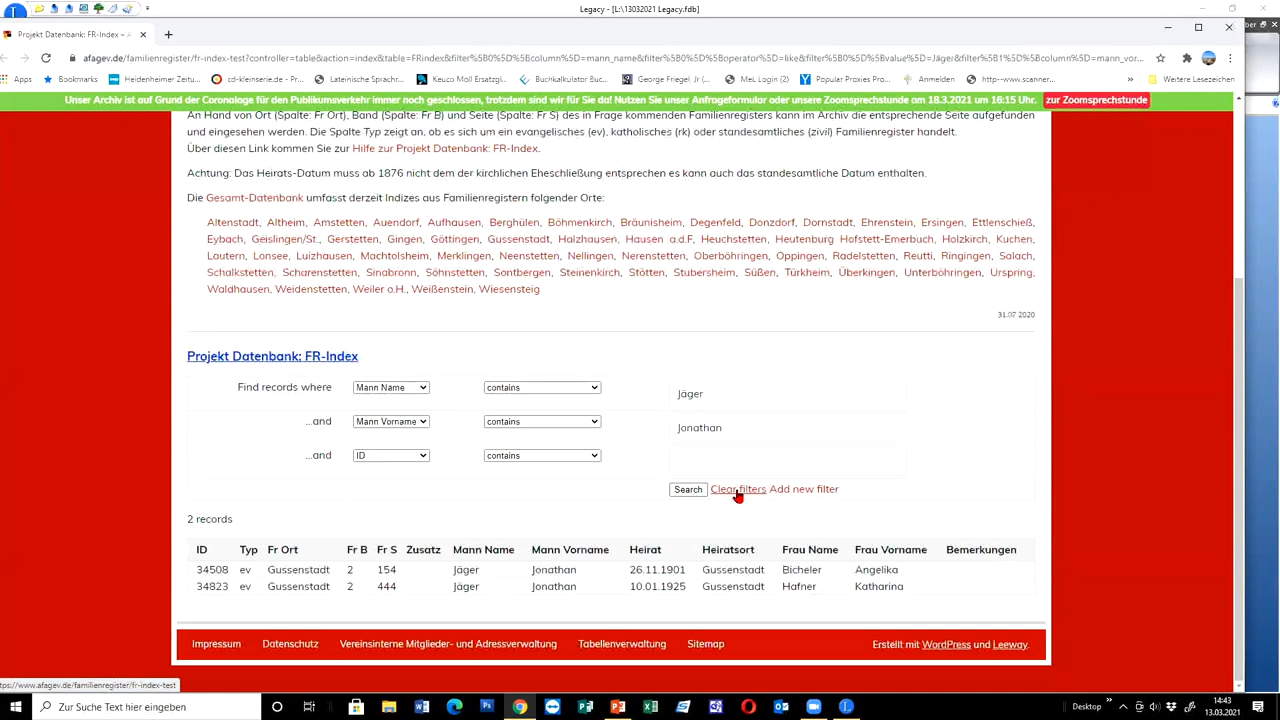 Legacy - [L:\13032021 Legacy.fdb]
Projekt Datenbank: FR-Index – A
afagev.de/familienregister/fr-index-test?controller=table&action=index&table=FRindex&filter%5B0%5D%5Bcolumn%5D=mann_name&filter%5B0%5D%5Boperator%5D=like&filter%5B0%5D%5Bvalue%5D=Jäger&filter%5B1%5D%5Bcolumn%5D=mann_vor...
Apps Bookmarks Heidenheimer Zeitu... cd-kleinserie.de - Pr... Lateinische Sprachr... Keuco Moll Ersatzgl... Buchkalkulator Buc... George Friegel Jr (... MeL Login (2) Popular Proxies Pro... Anmelden http--www.scanner... » Weitere Lesezeichen
Unser Archiv ist auf Grund der Coronaloge für den Publikumsverkehr immer noch geschlossen, trotzdem sind wir für Sie da! Nutzen Sie unser Anfrageformular oder unsere Zoomsprechstunde am 18.3.2021 um 16:15 Uhr. zur Zoomsprechstunde
An Hand von Ort (Spalte: Fr Ort), Band (Spalte: Fr B) und Seite (Spalte: Fr S) des in Frage kommenden Familienregisters kann im Archiv die entsprechende Seite aufgefunden
und eingesehen werden. Die Spalte Typ zeigt an, ob es sich um ein evangelisches (ev), katholisches (rk) oder standesamtliches (zivil) Familienregister handelt.
Über diesen Link kommen Sie zur Hilfe zur Projekt Datenbank: FR-Index.
Achtung: Das Heirats-Datum muss ab 1876 nicht dem der kirchlichen Eheschließung entsprechen es kann auch das standesamtliche Datum enthalten.
Die Gesamt-Datenbank umfasst derzeit Indizes aus Familienregistern folgender Orte:
Altenstadt, Altheim, Amstetten, Auendorf, Aufhausen, Berghülen, Böhmenkirch, Bräunisheim, Degenfeld, Donzdorf, Dornstadt, Ehrenstein, Ersingen, Ettlenschieß,
Eybach, Geislingen/St., Gerstetten, Gingen, Göttingen, Gussenstadt, Halzhausen, Hausen a.d.F, Heuchstetten, Heutenburg Hofstett-Emerbuch, Holzkirch, Kuchen,
Lautern, Lonsee, Luizhausen, Machtolsheim, Merklingen, Neenstetten, Nellingen, Nerenstetten, Oberböhringen, Oppingen, Radelstetten, Reutti, Ringingen, Salach,
Schalkstetten, Scharenstetten, Sinabronn, Söhnstetten, Sontbergen, Steinenkirch, Stötten, Stubersheim, Süßen, Türkheim, Überkingen, Unterböhringen, Urspring,
Waldhausen, Weidenstetten, Weiler o.H., Weißenstein, Wiesensteig
31.07.2020
Projekt Datenbank: FR-Index
Find records where Mann Name contains Jäger
...and Mann Vorname contains Jonathan
...and ID contains
Search Clear filters Add new filter
2 records
ID Typ Fr Ort Fr B Fr S Zusatz Mann Name Mann Vorname Heirat Heiratsort Frau Name Frau Vorname Bemerkungen
34508 ev Gussenstadt 2 154 Jäger Jonathan 26.11.1901 Gussenstadt Bicheler Angelika
34823 ev Gussenstadt 2 444 Jäger Jonathan 10.01.1925 Gussenstadt Hafner Katharina
Impressum Datenschutz Vereinsinterne Mitglieder- und Adressverwaltung Tabellenverwaltung Sitemap Erstellt mit WordPress und Leeway.
tps://www.afagev.de/familienregister/fr-index-test
Zur Suche Text hier eingeben
Desktop » 14:43
13.03.2021